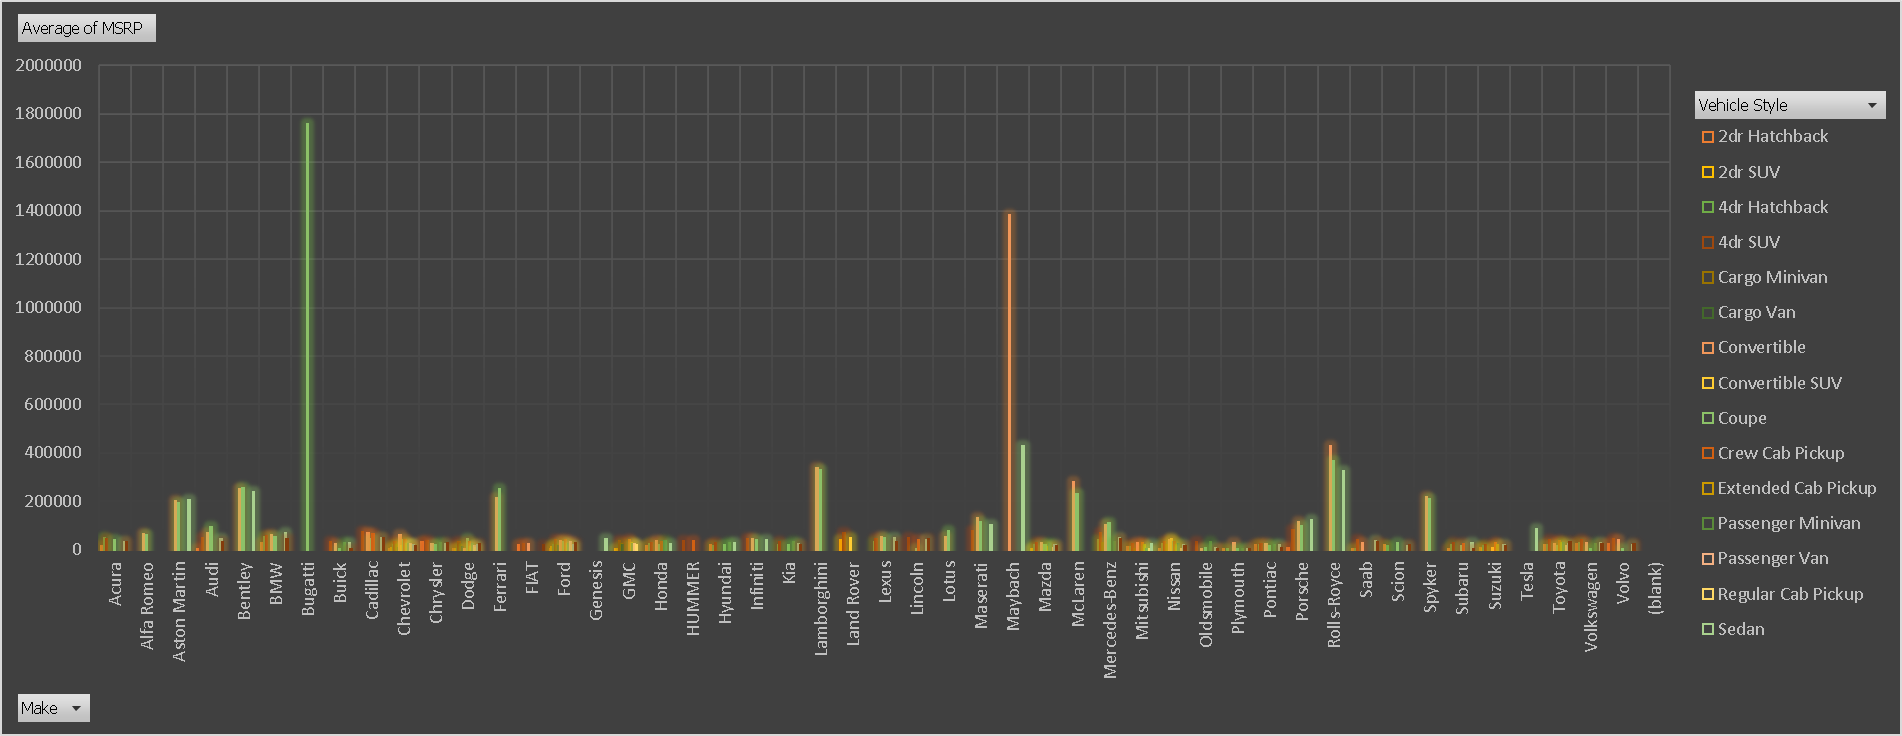 Average of MSRP
2000000
1800000
1600000
1400000
1200000
1000000
800000
600000
400000
200000
0
Acura
Alfa Romeo
Aston Martin
Audi
Bentley
BMW
Bugatti
Buick
Cadillac
Chevrolet
Chrysler
Dodge
Ferrari
FIAT
Ford
Genesis
GMC
Honda
HUMMER
Hyundai
Infiniti
Kia
Lamborghini
Land Rover
Lexus
Lincoln
Lotus
Maserati
Maybach
Mazda
McLaren
Mercedes-Benz
Mitsubishi
Nissan
Oldsmobile
Plymouth
Pontiac
Porsche
Rolls-Royce
Saab
Scion
Spyker
Subaru
Suzuki
Tesla
Toyota
Volkswagen
Volvo
(blank)
Vehicle Style
2dr Hatchback
2dr SUV
4dr Hatchback
4dr SUV
Cargo Minivan
Cargo Van
Convertible
Convertible SUV
Coupe
Crew Cab Pickup
Extended Cab Pickup
Passenger Minivan
Passenger Van
Regular Cab Pickup
Sedan
Make